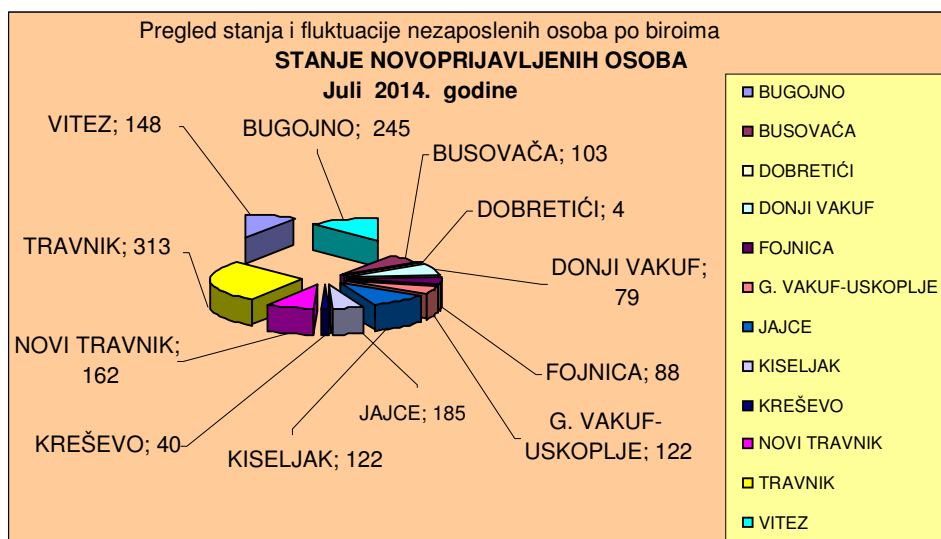 Pregled stanja i fluktuacije nezaposlenih osoba po biroima
STANJE NOVOPRIJAVLJENIH OSOBA
Juli 2014. godine
VITEZ; 148
BUGOJNO; 245
BUSOVAČA; 103
DOBRETIĆI; 4
DONJI VAKUF;
79
FOJNICA; 88
G. VAKUF-
USKOPLJE; 122
JAJCE; 185
KISELJAK; 122
KREŠEVO; 40
NOVI TRAVNIK;
162
TRAVNIK; 313
BUGOJNO
BUSOVAĆA
DOBRETIĆI
DONJI VAKUF
FOJNICA
G. VAKUF-USKOPLJE
JAJCE
KISELJAK
KREŠEVO
NOVI TRAVNIK
TRAVNIK
VITEZ